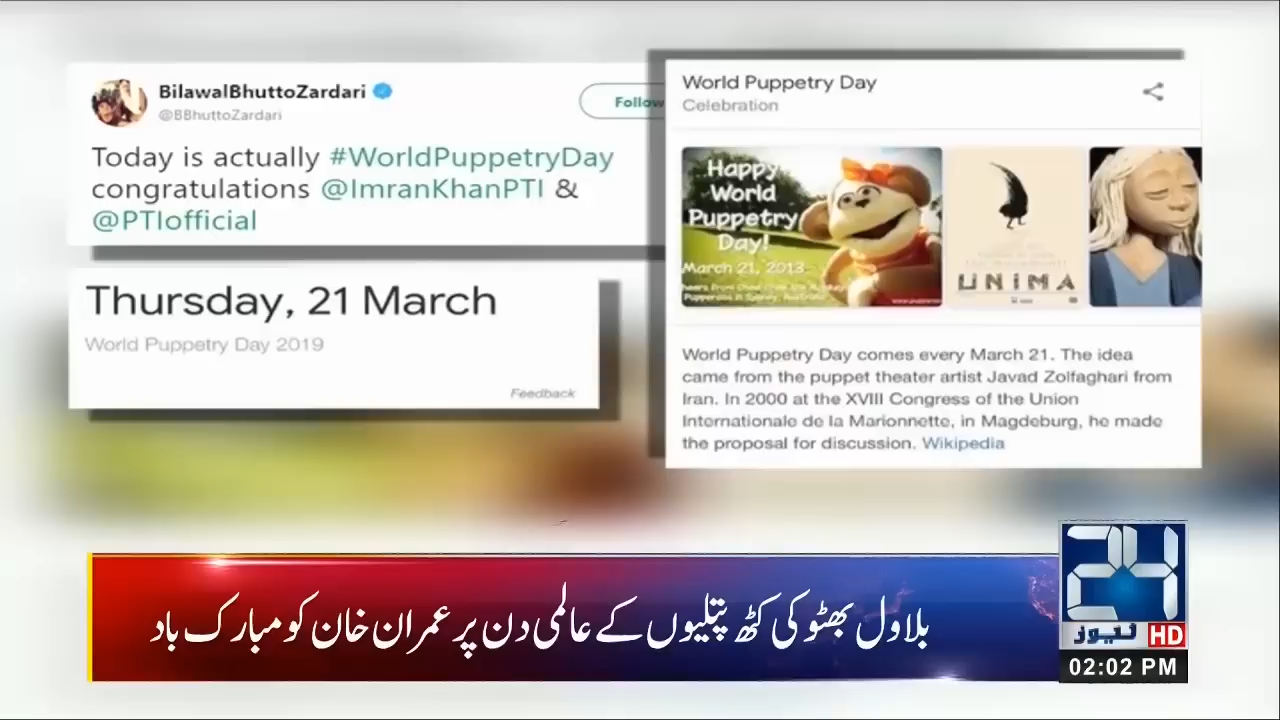 BilawalBhuttoZardari
@BBhuttoZardari
Follow
Today is actually #WorldPuppetryDay
congratulations @ImranKhanPTI &
@PTIofficial
Thursday, 21 March
World Puppetry Day 2019
Feedback
World Puppetry Day
Celebration
Happy
World
Puppetry
Day!
March 21, 2013
UNIMA
World Puppetry Day comes every March 21. The idea
came from the puppet theater artist Javad Zolfaghari from
Iran. In 2000 at the XVIII Congress of the Union
Internationale de la Marionnette, in Magdeburg, he made
the proposal for discussion. Wikipedia
بلاول بھٹو کی کٹھ پتلیوں کے عالمی دن پر عمران خان کو مبارک باد
24
نیوز HD
02:02 PM